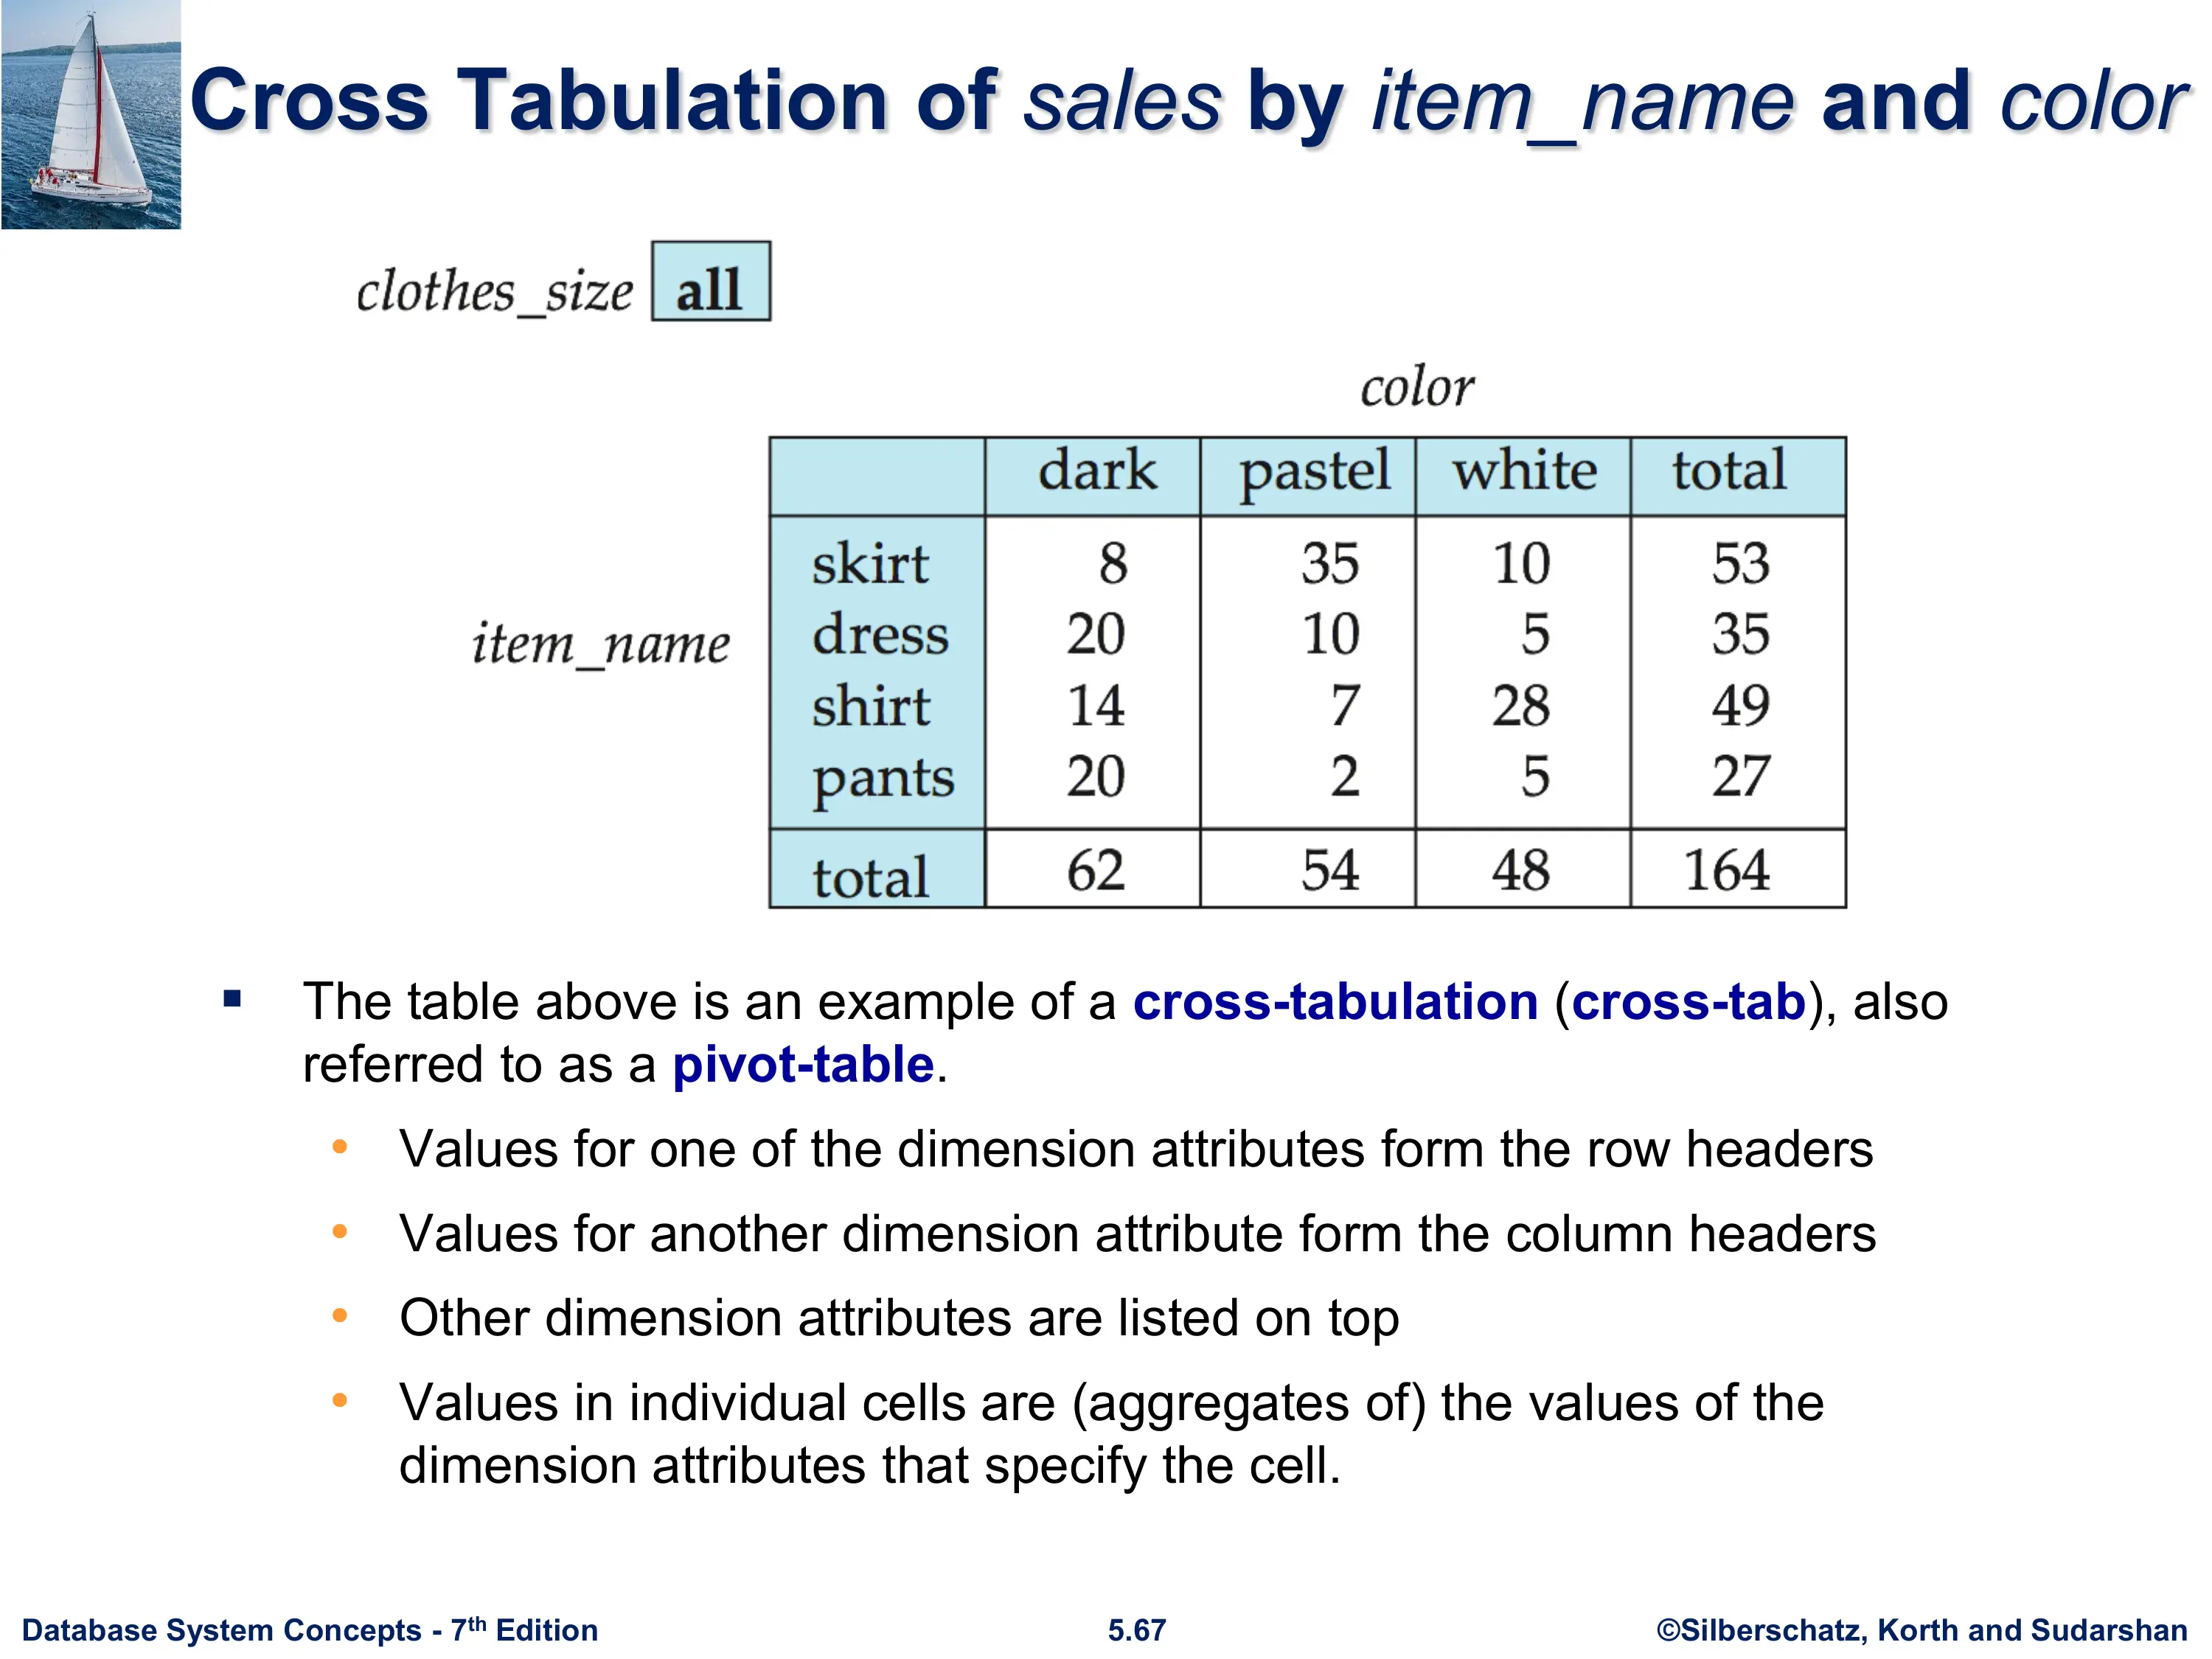 Cross Tabulation of sales by item_name and color
clothes_size all
color
dark pastel white total
skirt 8 35 10 53
item_name
dress 20 10 5 35
shirt 14 7 28 49
pants 20 2 5 27
total 62 54 48 164
▪ The table above is an example of a cross-tabulation (cross-tab), also
referred to as a pivot-table.
• Values for one of the dimension attributes form the row headers
• Values for another dimension attribute form the column headers
• Other dimension attributes are listed on top
• Values in individual cells are (aggregates of) the values of the
dimension attributes that specify the cell.
Database System Concepts - 7th Edition 5.67 ©Silberschatz, Korth and Sudarshan